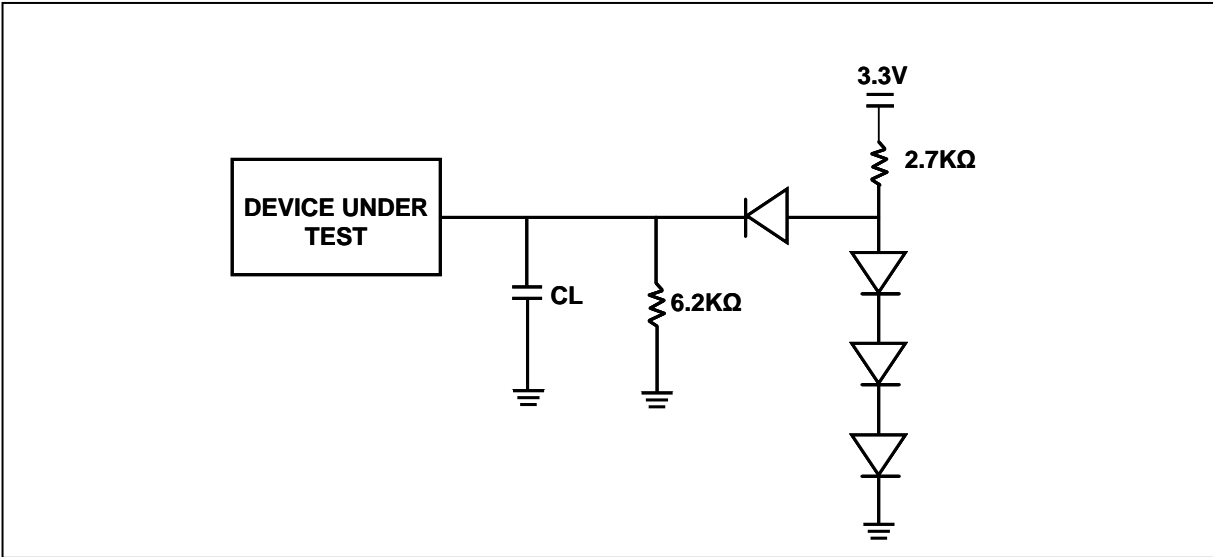 3.3V
2.7KΩ
DEVICE UNDER
TEST
CL
6.2KΩ